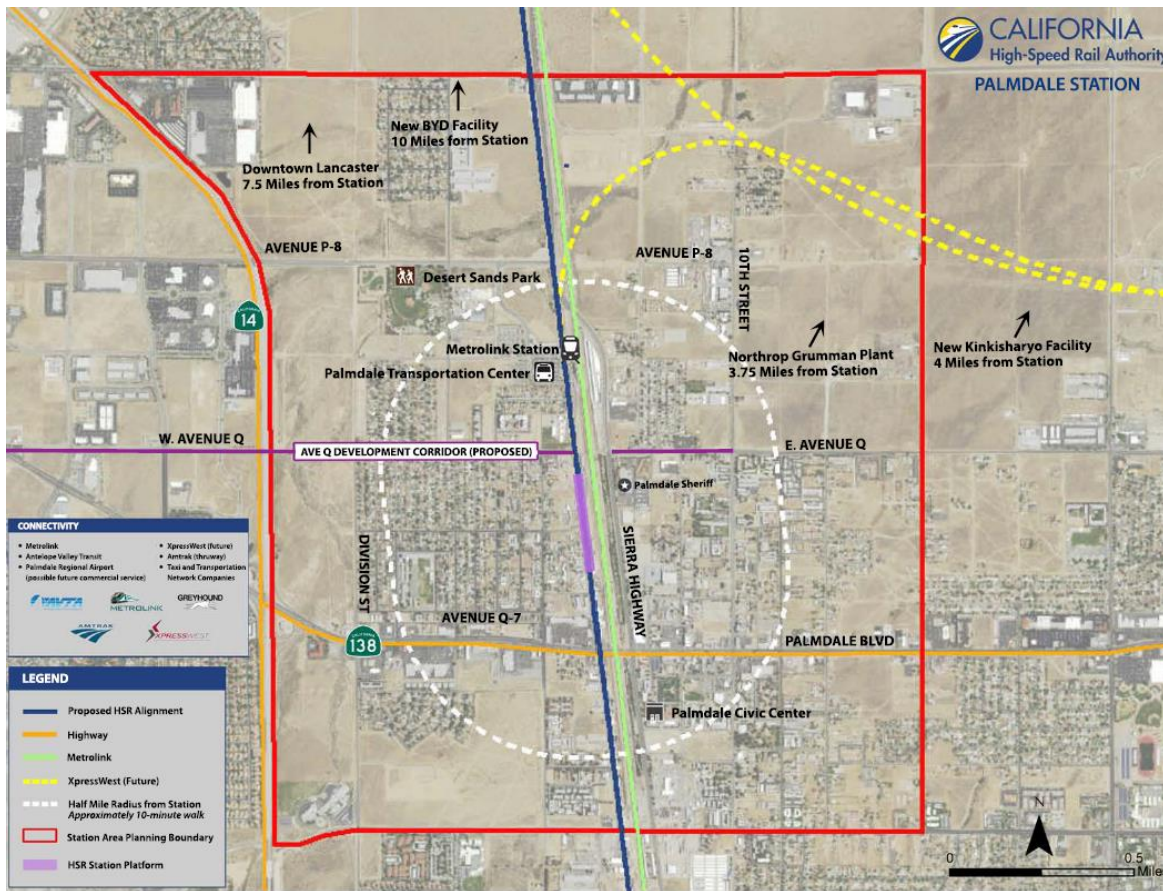 CALIFORNIA
High-Speed Rail Authority
PALMDALE STATION
New BYD Facility
10 Miles form Station
Downtown Lancaster
7.5 Miles from Station
AVENUE P-8
AVENUE P-8
10TH STREET
Desert Sands Park
CALIFORNIA
14
Metrolink Station
Palmdale Transportation Center
Northrop Grumman Plant
3.75 Miles from Station
New Kinkisharyo Facility
4 Miles from Station
W. AVENUE Q
AVE Q DEVELOPMENT CORRIDOR (PROPOSED)
E. AVENUE Q
Palmdale Sheriff
SIERRA HIGHWAY
DIVISION ST
AVENUE Q-7
CALIFORNIA
138
PALMDALE BLVD
Palmdale Civic Center
CONNECTIVITY
• Metrolink
• Antelope Valley Transit
• Palmdale Regional Airport
(possible future commercial service)
• XpressWest (future)
• Amtrak (thruway)
• Taxi and Transportation
Network Companies
METROLINK
GREYHOUND
AMTRAK
XPRESSWEST
LEGEND
Proposed HSR Alignment
Highway
Metrolink
XpressWest (Future)
Half Mile Radius from Station
Approximately 10-minute walk
Station Area Planning Boundary
HSR Station Platform
N
0 0.5
Miles